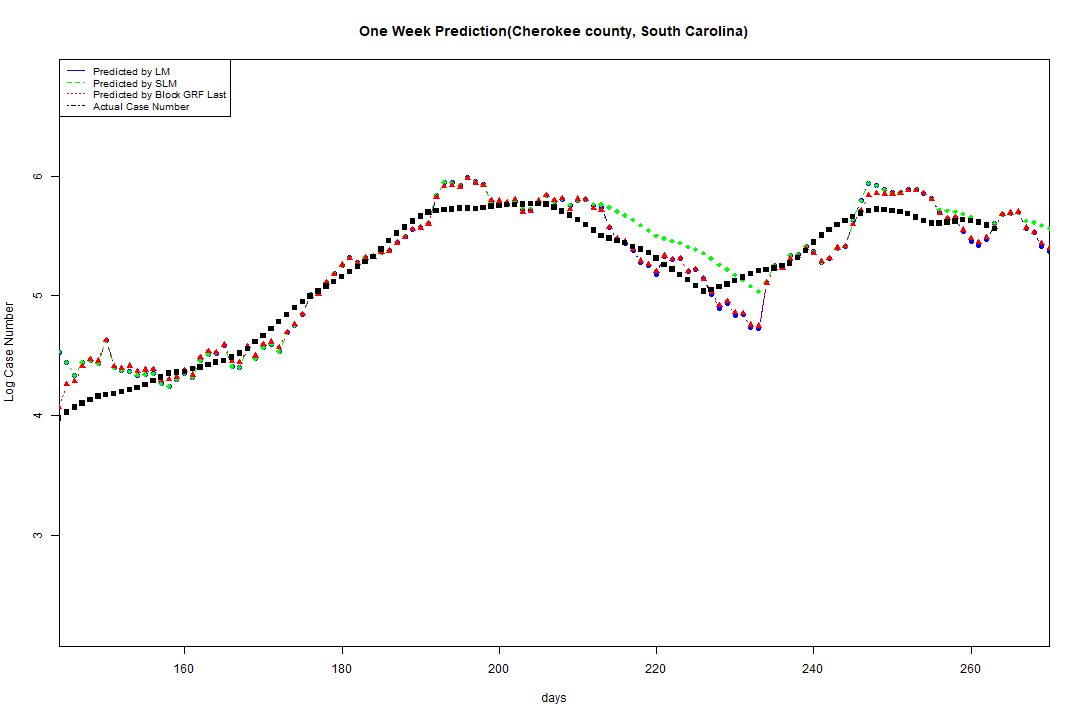 One Week Prediction(Cherokee county, South Carolina)
Predicted by LM
Predicted by SLM
Predicted by Block GRF Last
Actual Case Number
Log Case Number
6
5
4
3
160 180 200 220 240 260
days